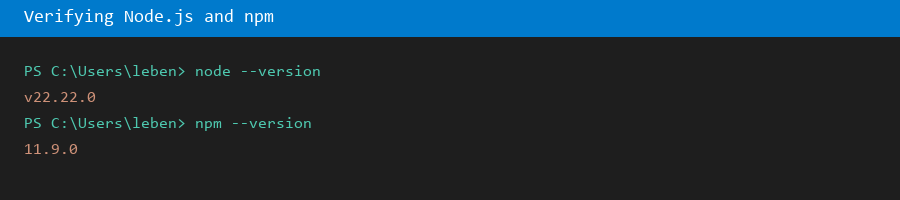 Verifying Node.js and npm
PS C:\Users\leben> node --version
v22.22.0
PS C:\Users\leben> npm --version
11.9.0